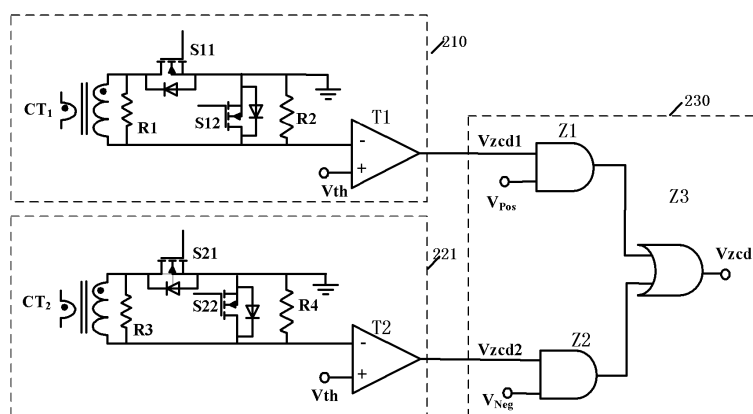 210
S11
CT1
R1
S12
R2
T1
-
+
Vth
230
Vzcd1
Z1
VPos
Z3
Vzcd
221
S21
CT2
R3
S22
R4
T2
-
+
Vth
Vzcd2
Z2
VNeg